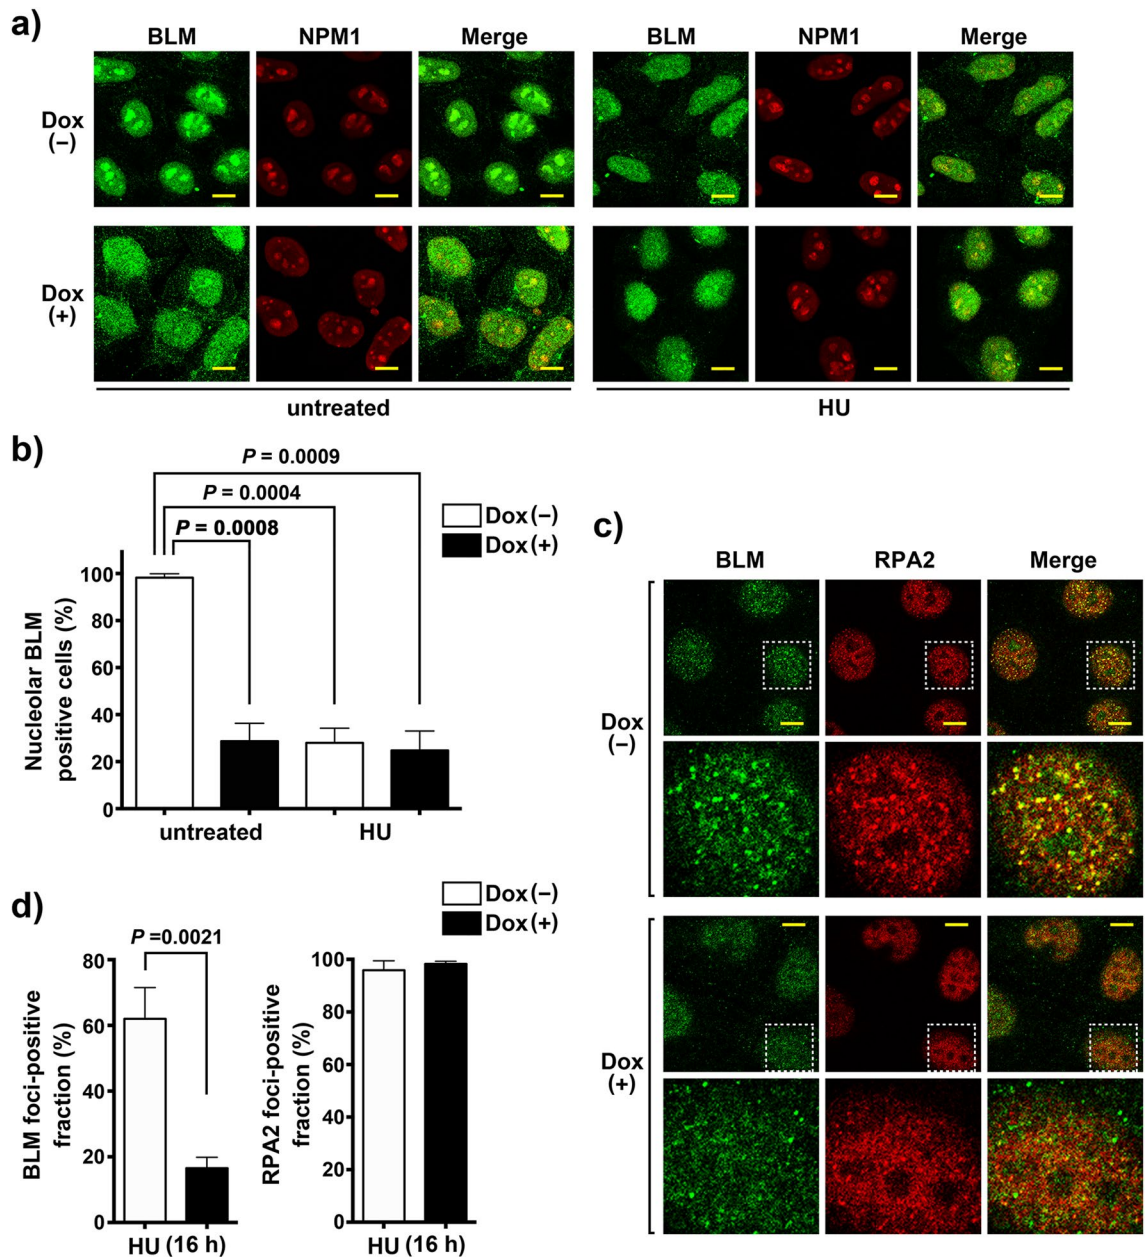 a)
BLM NPM1 Merge BLM NPM1 Merge
Dox
(–)
Dox
(+)
untreated HU
b)
P = 0.0009
P = 0.0004
P = 0.0008
Dox (–)
Dox (+)
Nucleolar BLM
positive cells (%)
100
80
60
40
20
0
untreated HU
c)
BLM RPA2 Merge
Dox
(–)
Dox
(+)
d)
Dox (–)
Dox (+)
P =0.0021
BLM foci-positive
fraction (%)
80
60
40
20
0
HU (16 h)
RPA2 foci-positive
fraction (%)
100
80
60
40
20
0
HU (16 h)